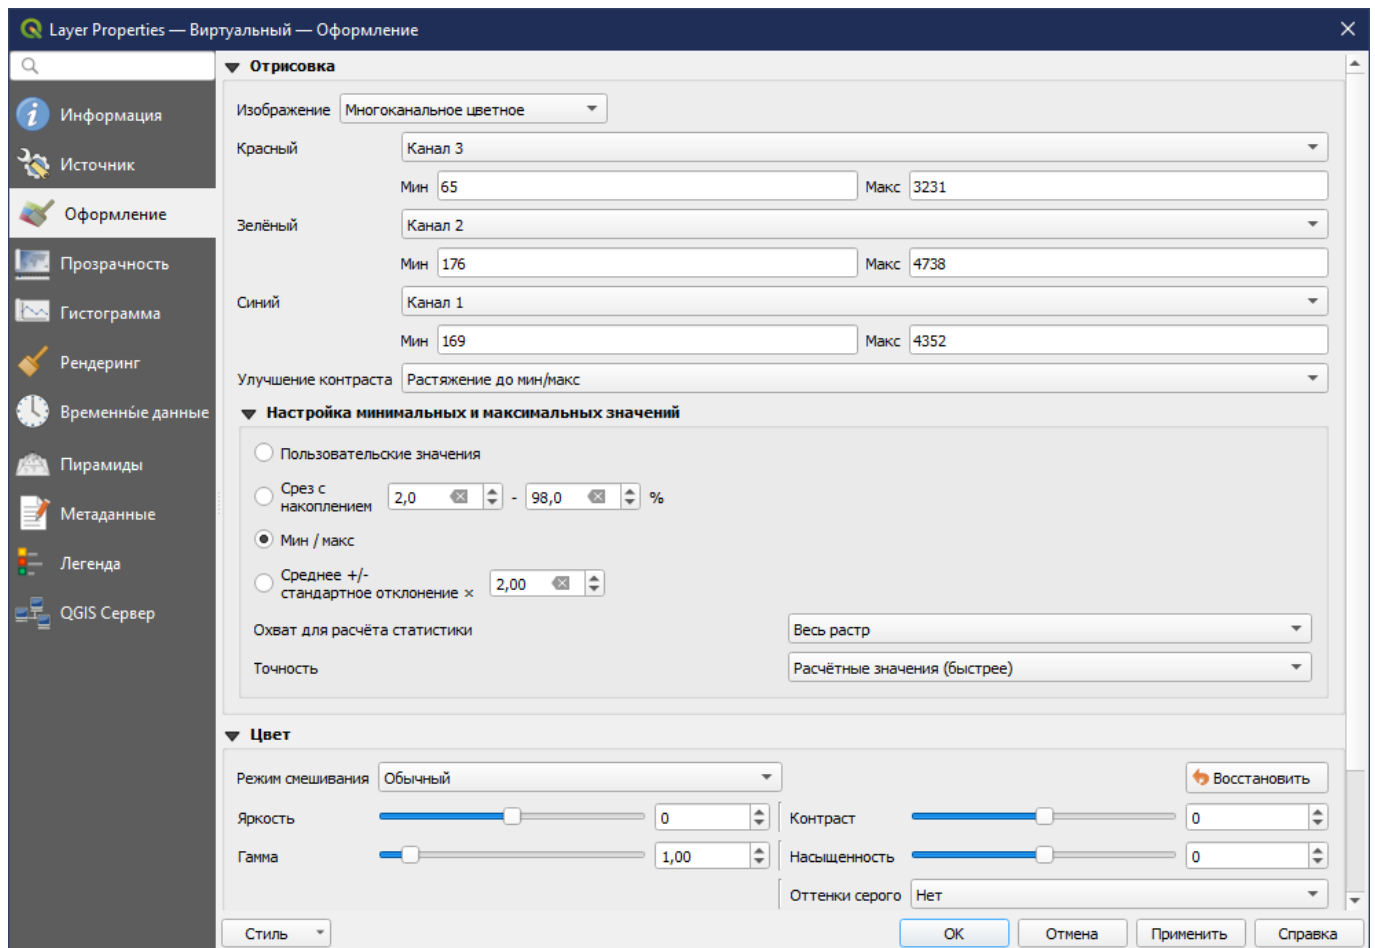 Layer Properties — Виртуальный — Оформление
Информация
Источник
Оформление
Прозрачность
Гистограмма
Рендеринг
Временны́е данные
Пирамиды
Метаданные
Легенда
QGIS Сервер
Отрисовка
Изображение Многоканальное цветное
Красный Канал 3
Мин 65 Макс 3231
Зелёный Канал 2
Мин 176 Макс 4738
Синий Канал 1
Мин 169 Макс 4352
Улучшение контраста Растяжение до мин/макс
Настройка минимальных и максимальных значений
Пользовательские значения
Срез с
накоплением 2,0 - 98,0 %
Мин / макс
Среднее +/-
стандартное отклонение × 2,00
Охват для расчёта статистики Весь растр
Точность Расчётные значения (быстрее)
Цвет
Режим смешивания Обычный Восстановить
Яркость 0 Контраст 0
Гамма 1,00 Насыщенность 0
Оттенки серого Нет
Стиль OK Отмена Применить Справка